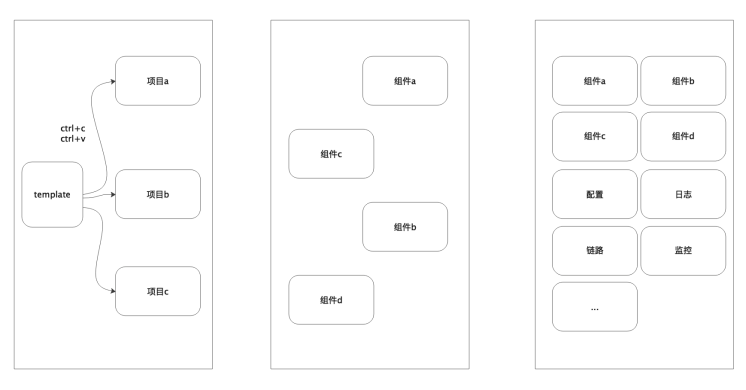 项目a
ctrl+c
ctrl+v
template
项目b
项目c
组件a
组件c
组件b
组件d
组件a
组件b
组件c
组件d
配置
日志
链路
监控
...